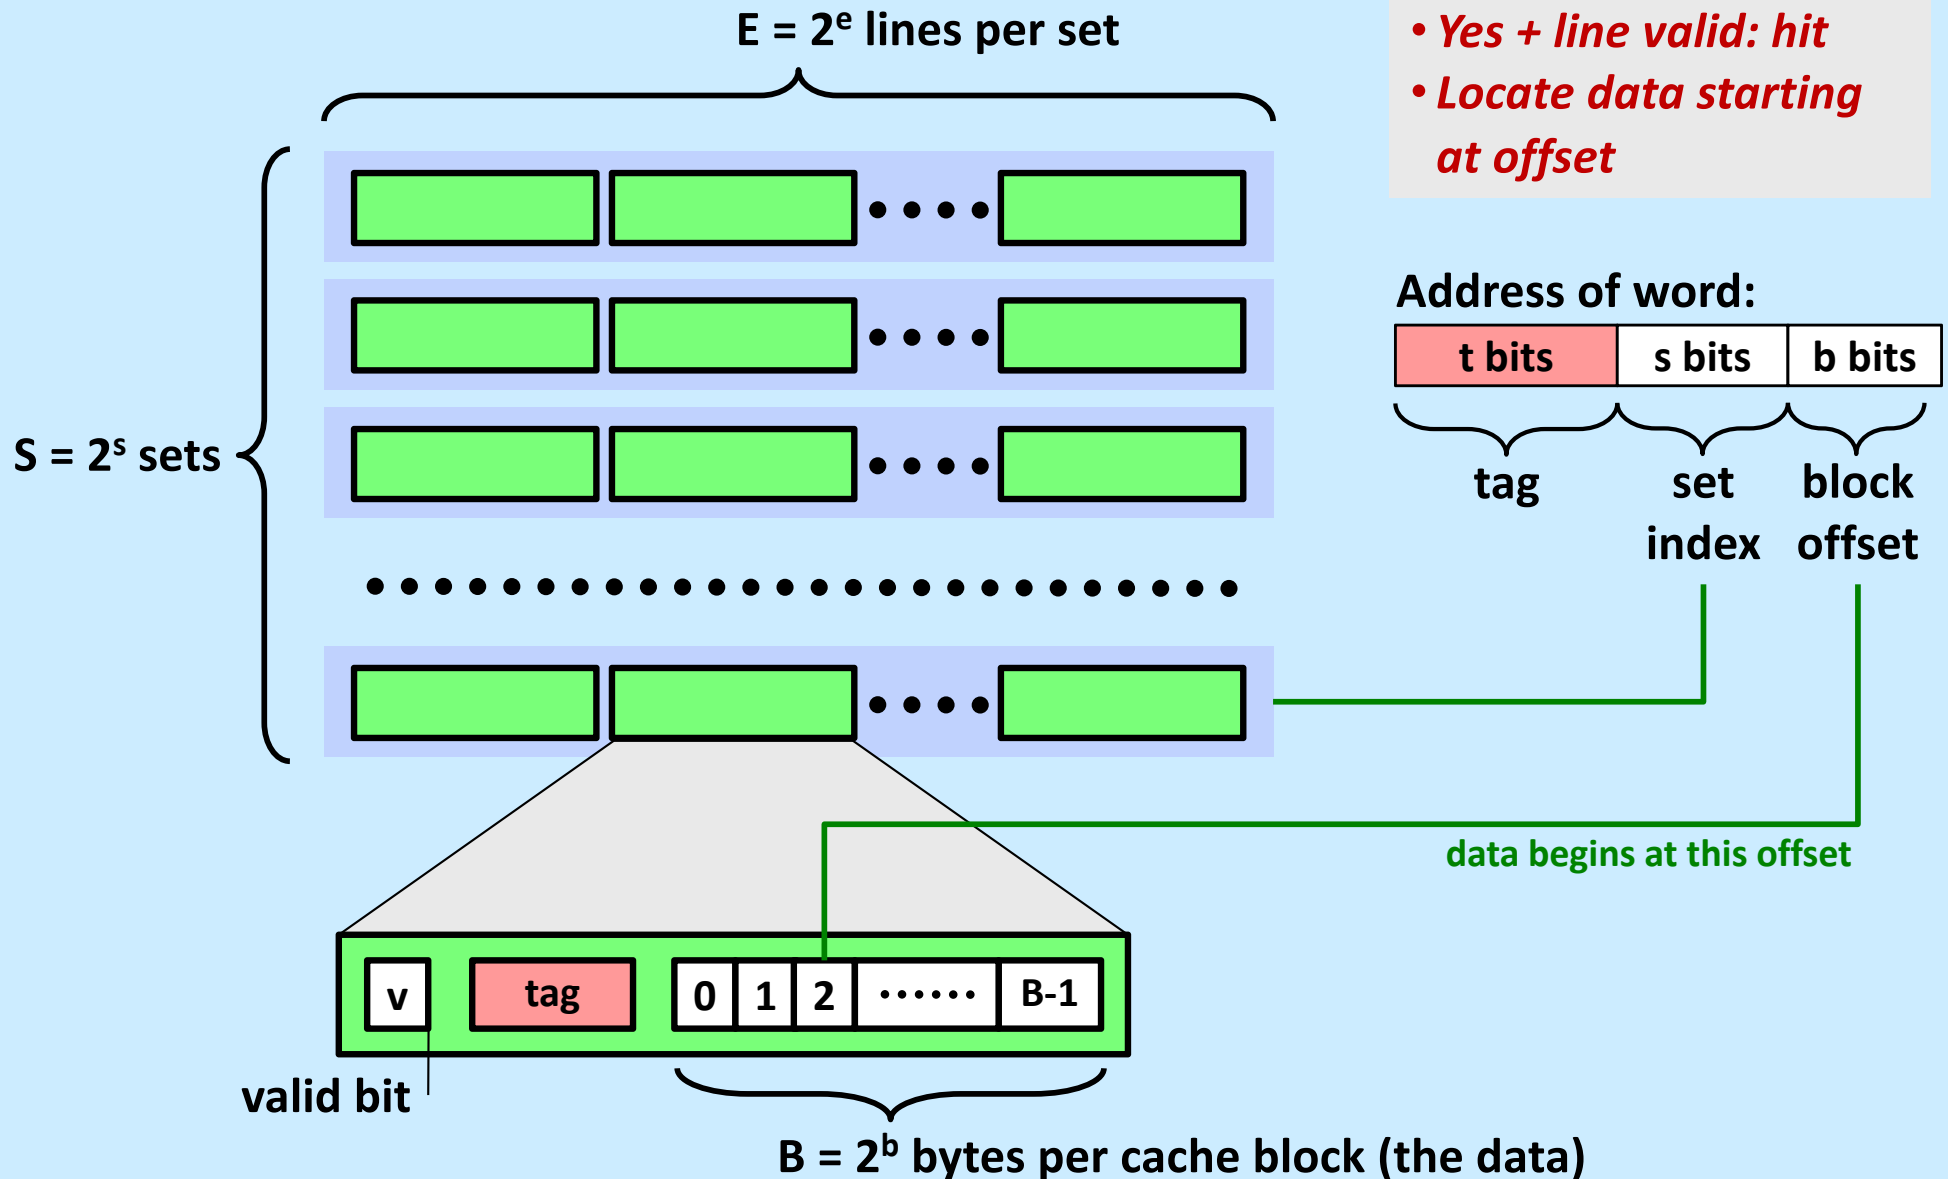 E = 2ᵉ lines per set
• Yes + line valid: hit
• Locate data starting
at offset
Address of word:
t bits s bits b bits
S = 2ˢ sets
tag set block
index offset
data begins at this offset
v tag 0 1 2 ...... B-1
valid bit
B = 2ᵇ bytes per cache block (the data)